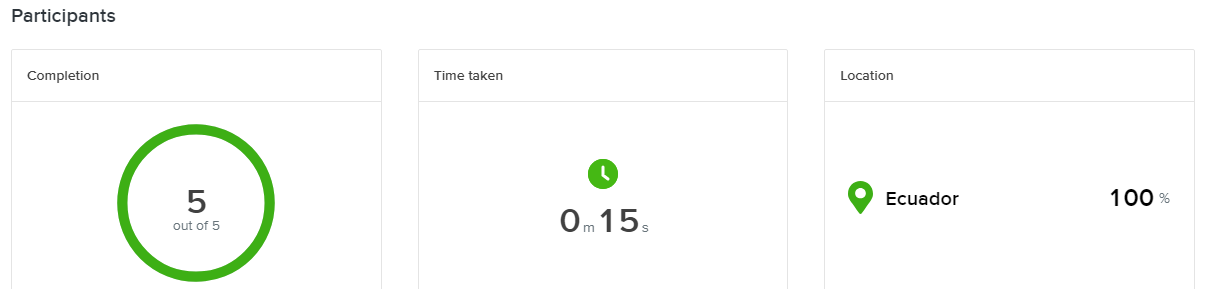 Participants
Completion
5
out of 5
Time taken
0 m 15 s
Location
Ecuador
100 %